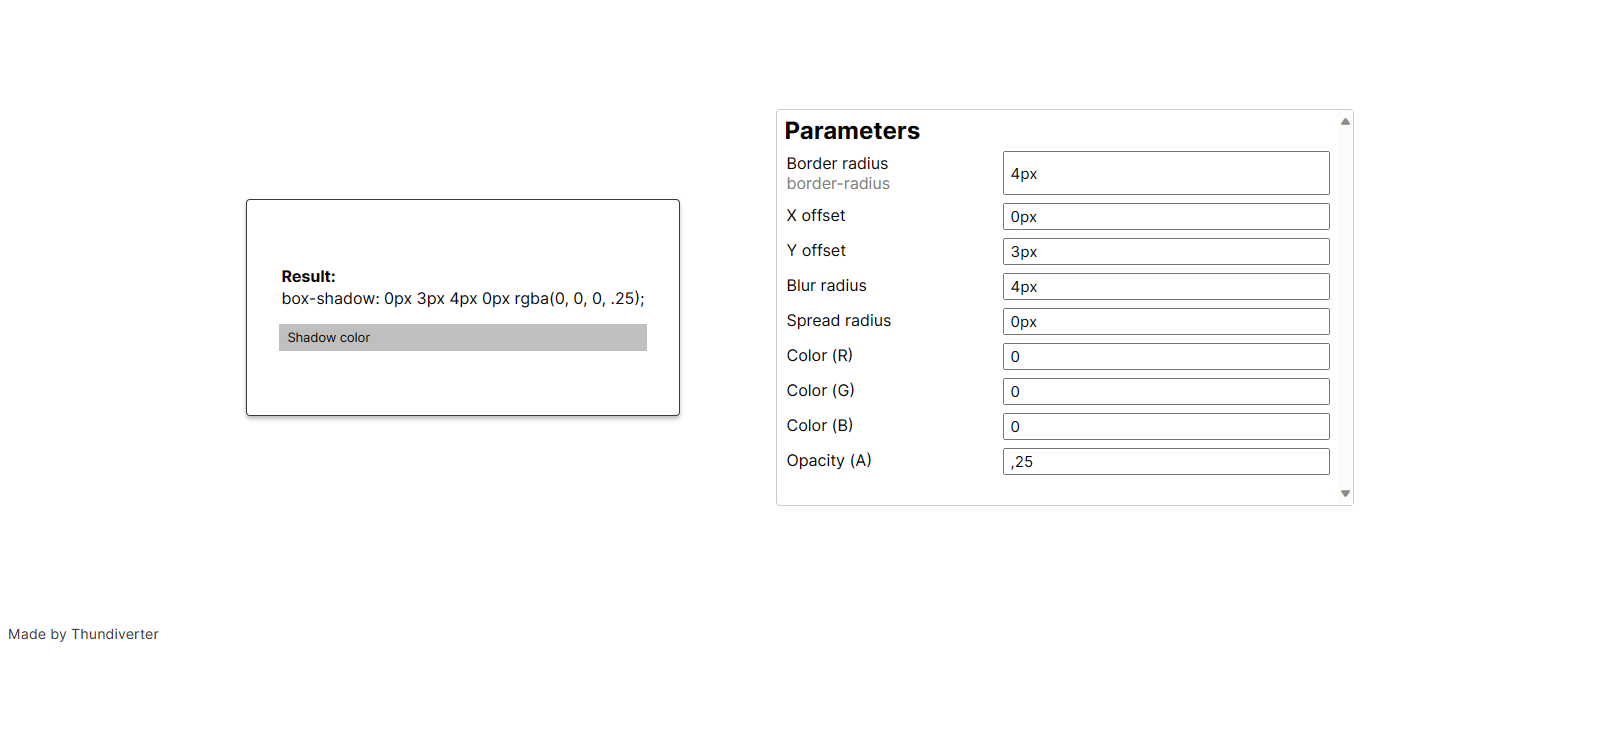 Result:
box-shadow: 0px 3px 4px 0px rgba(0, 0, 0, .25);
Shadow color
Parameters
Border radius
border-radius
4px
X offset
0px
Y offset
3px
Blur radius
4px
Spread radius
0px
Color (R)
0
Color (G)
0
Color (B)
0
Opacity (A)
,25
Made by Thundiverter